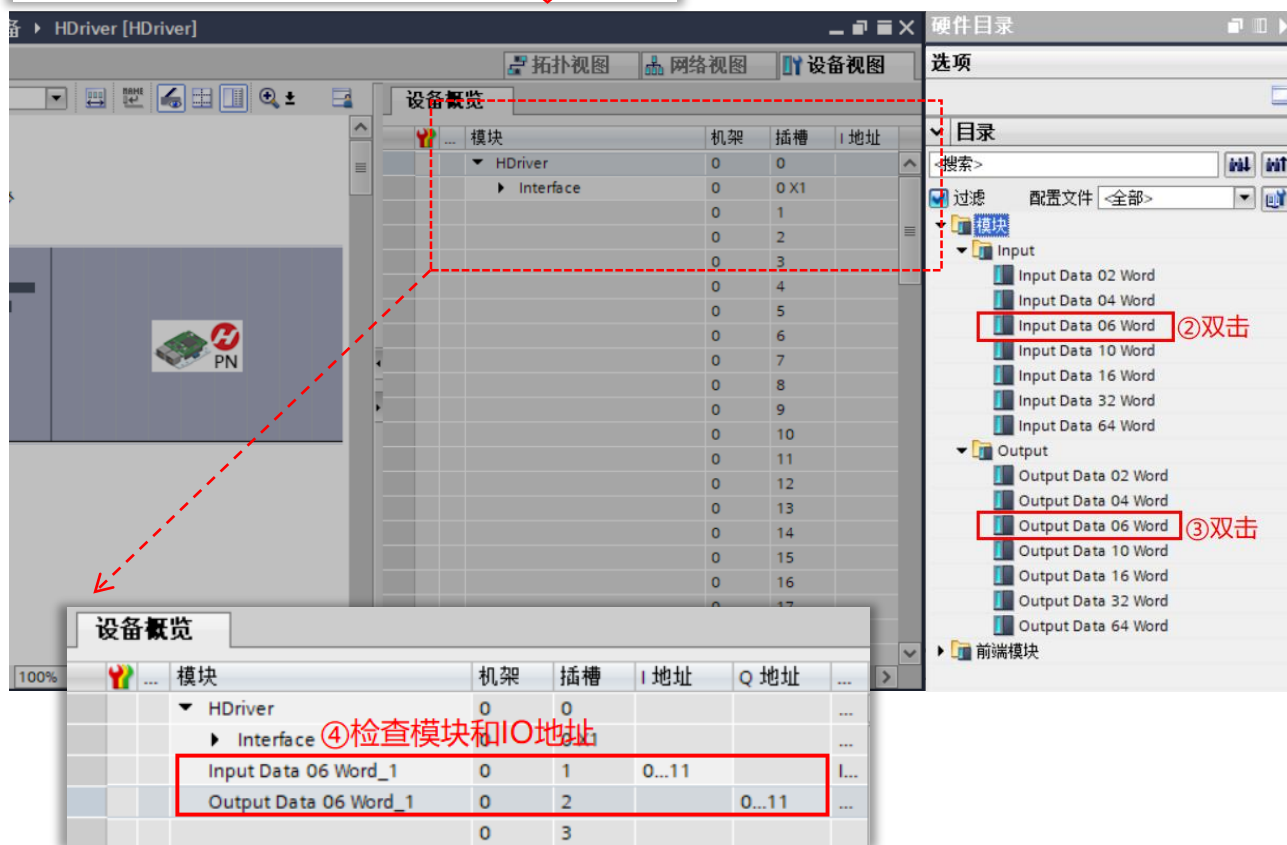 备 ▸ HDriver [HDriver]
硬件目录
拓扑视图 网络视图 设备视图
选项
设备概览
目录
... 模块 机架 插槽 I 地址
<搜索>
HDriver 0 0
Interface 0 0 X1
过滤 配置文件 <全部>
0 1
模块
0 2
Input
0 3
Input Data 02 Word
0 4
Input Data 04 Word
0 5
Input Data 06 Word ②双击
0 6
Input Data 10 Word
PN
0 7
Input Data 16 Word
0 8
Input Data 32 Word
0 9
Input Data 64 Word
0 10
Output
0 11
Output Data 02 Word
0 12
Output Data 04 Word
0 13
Output Data 06 Word ③双击
0 14
Output Data 10 Word
0 15
Output Data 16 Word
0 16
Output Data 32 Word
0 17
Output Data 64 Word
前端模块
100%
设备概览
... 模块 机架 插槽 I 地址 Q 地址 ...
HDriver 0 0 ...
Interface 0 0 X1 ...
④检查模块和IO地址
Input Data 06 Word_1 0 1 0...11 I...
Output Data 06 Word_1 0 2 0...11 ...
0 3